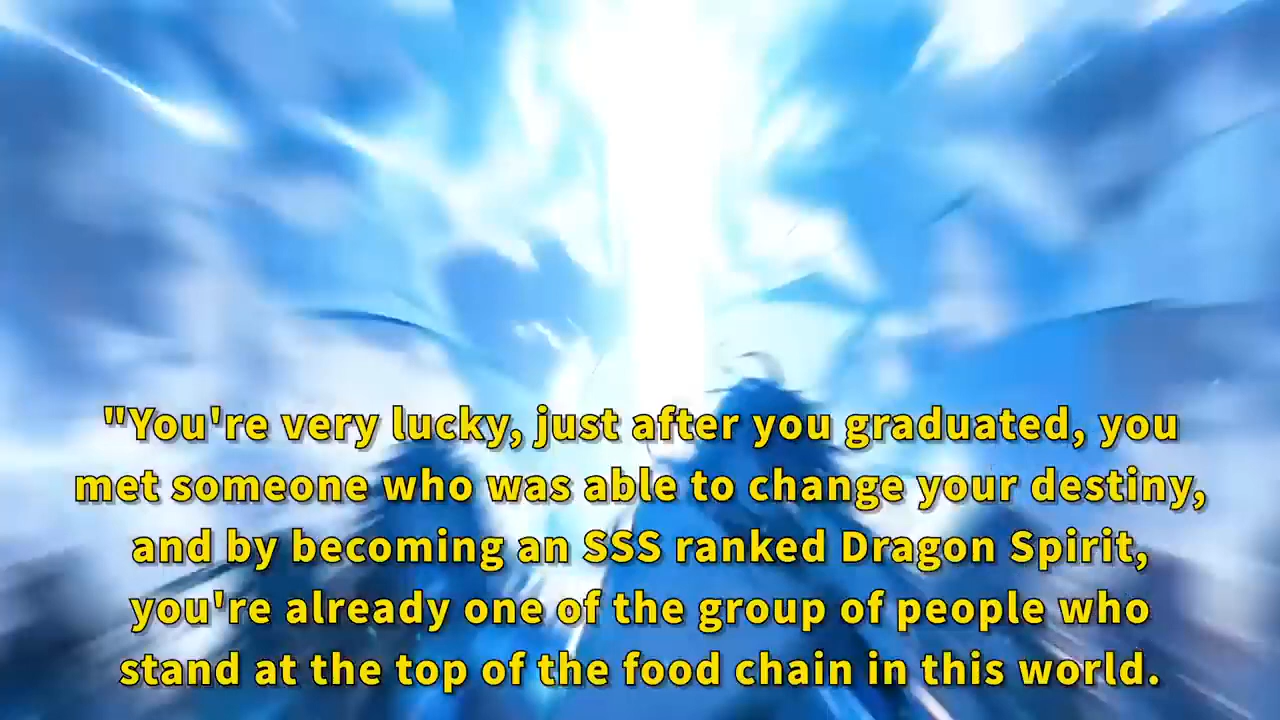 "You're very lucky, just after you graduated, you
met someone who was able to change your destiny,
and by becoming an SSS ranked Dragon Spirit,
you're already one of the group of people who
stand at the top of the food chain in this world.